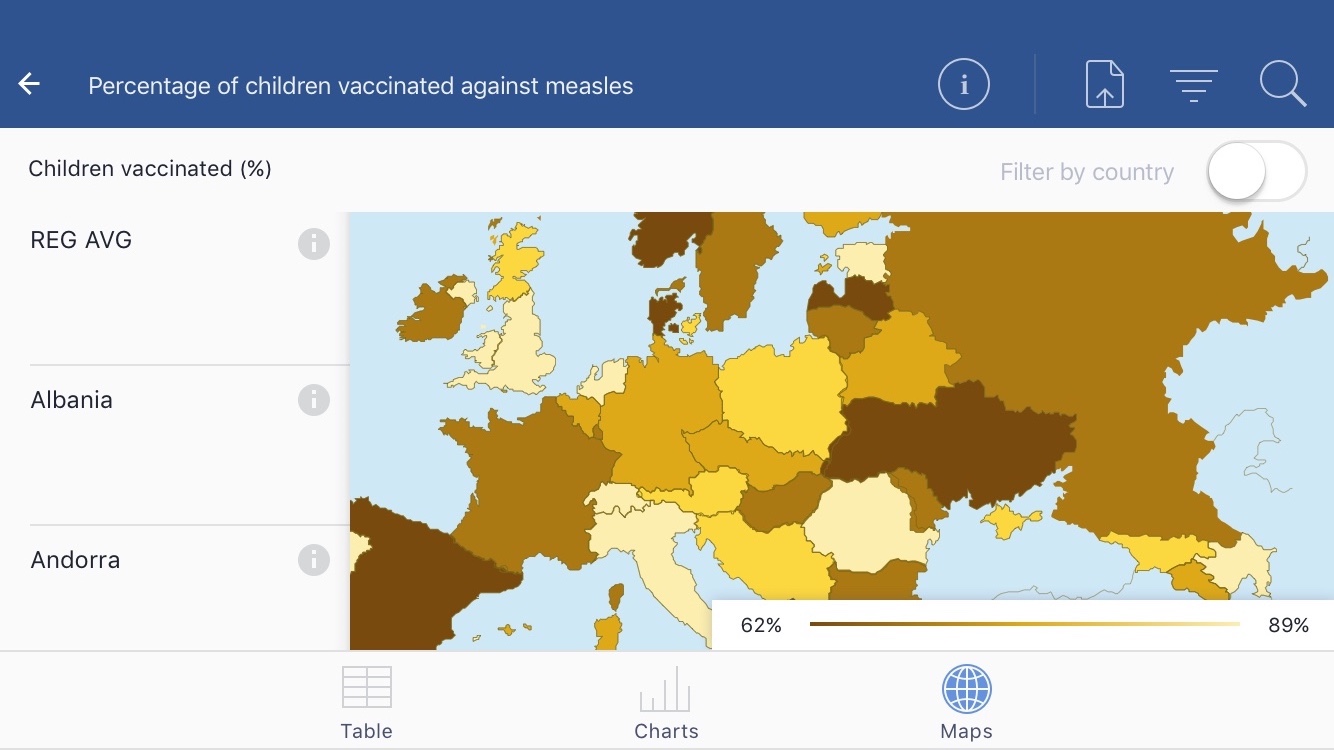 Percentage of children vaccinated against measles
i
Children vaccinated (%)
Filter by country
REG AVG
i
Albania
i
Andorra
i
62%
89%
Table
Charts
Maps